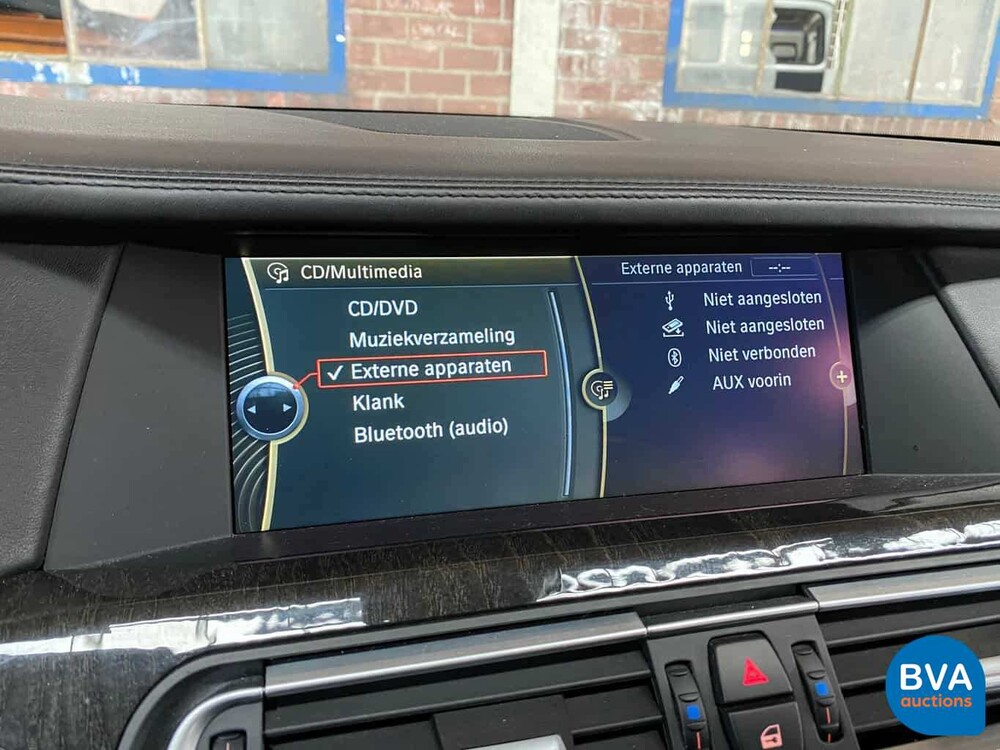 CD/Multimedia
CD/DVD
Muziekverzameling
Externe apparaten
Klank
Bluetooth (audio)
Externe apparaten --:--
Niet aangesloten
Niet aangesloten
Niet verbonden
AUX voorin
BVA
auctions